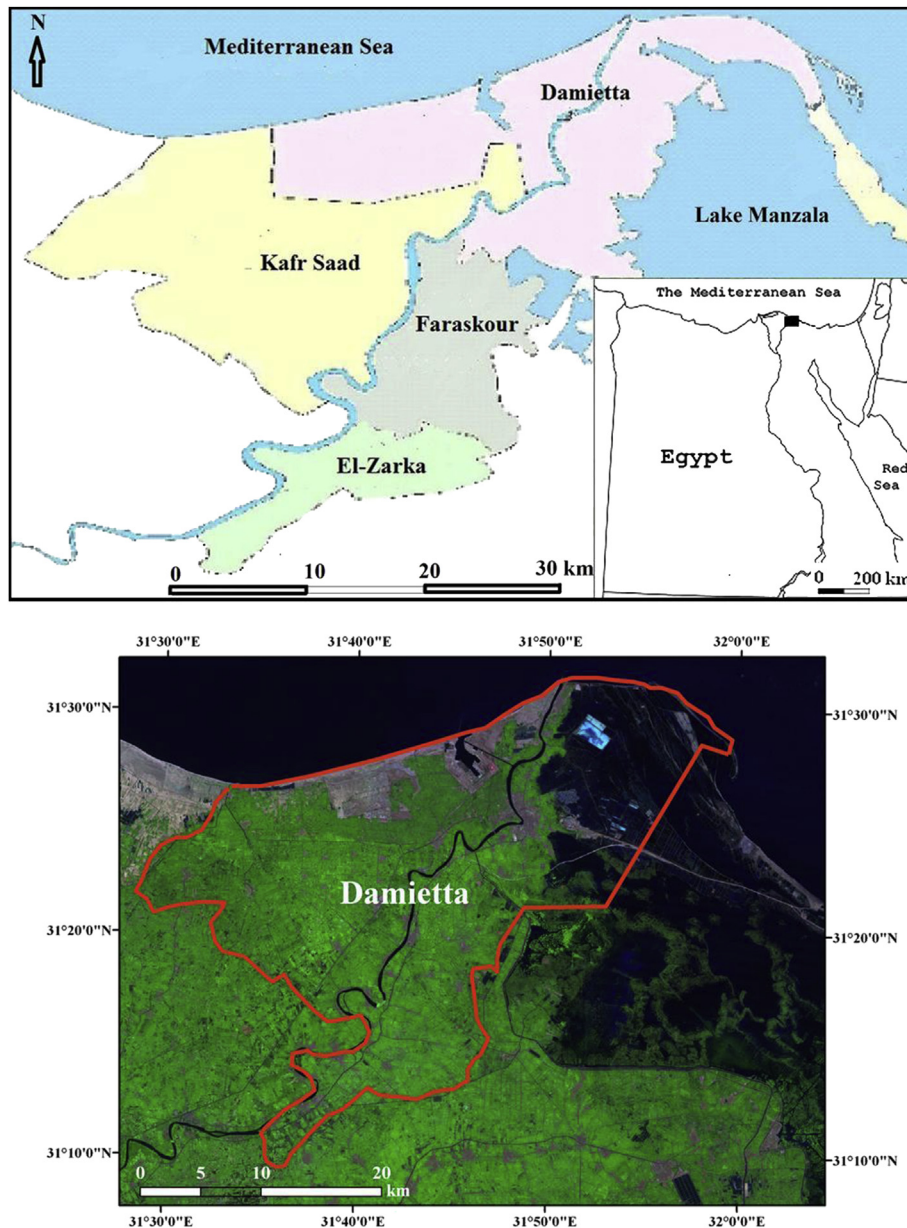 N
Mediterranean Sea
Damietta
Lake Manzala
Kafr Saad
Faraskour
El-Zarka
0 10 20 30 km
The Mediterranean Sea
Egypt
Red
Sea
0 200 km
31°30'0"E 31°40'0"E 31°50'0"E 32°0'0"E
31°30'0"N 31°30'0"N
Damietta
31°20'0"N 31°20'0"N
31°10'0"N 31°10'0"N
0 5 10 20
km
31°30'0"E 31°40'0"E 31°50'0"E 32°0'0"E